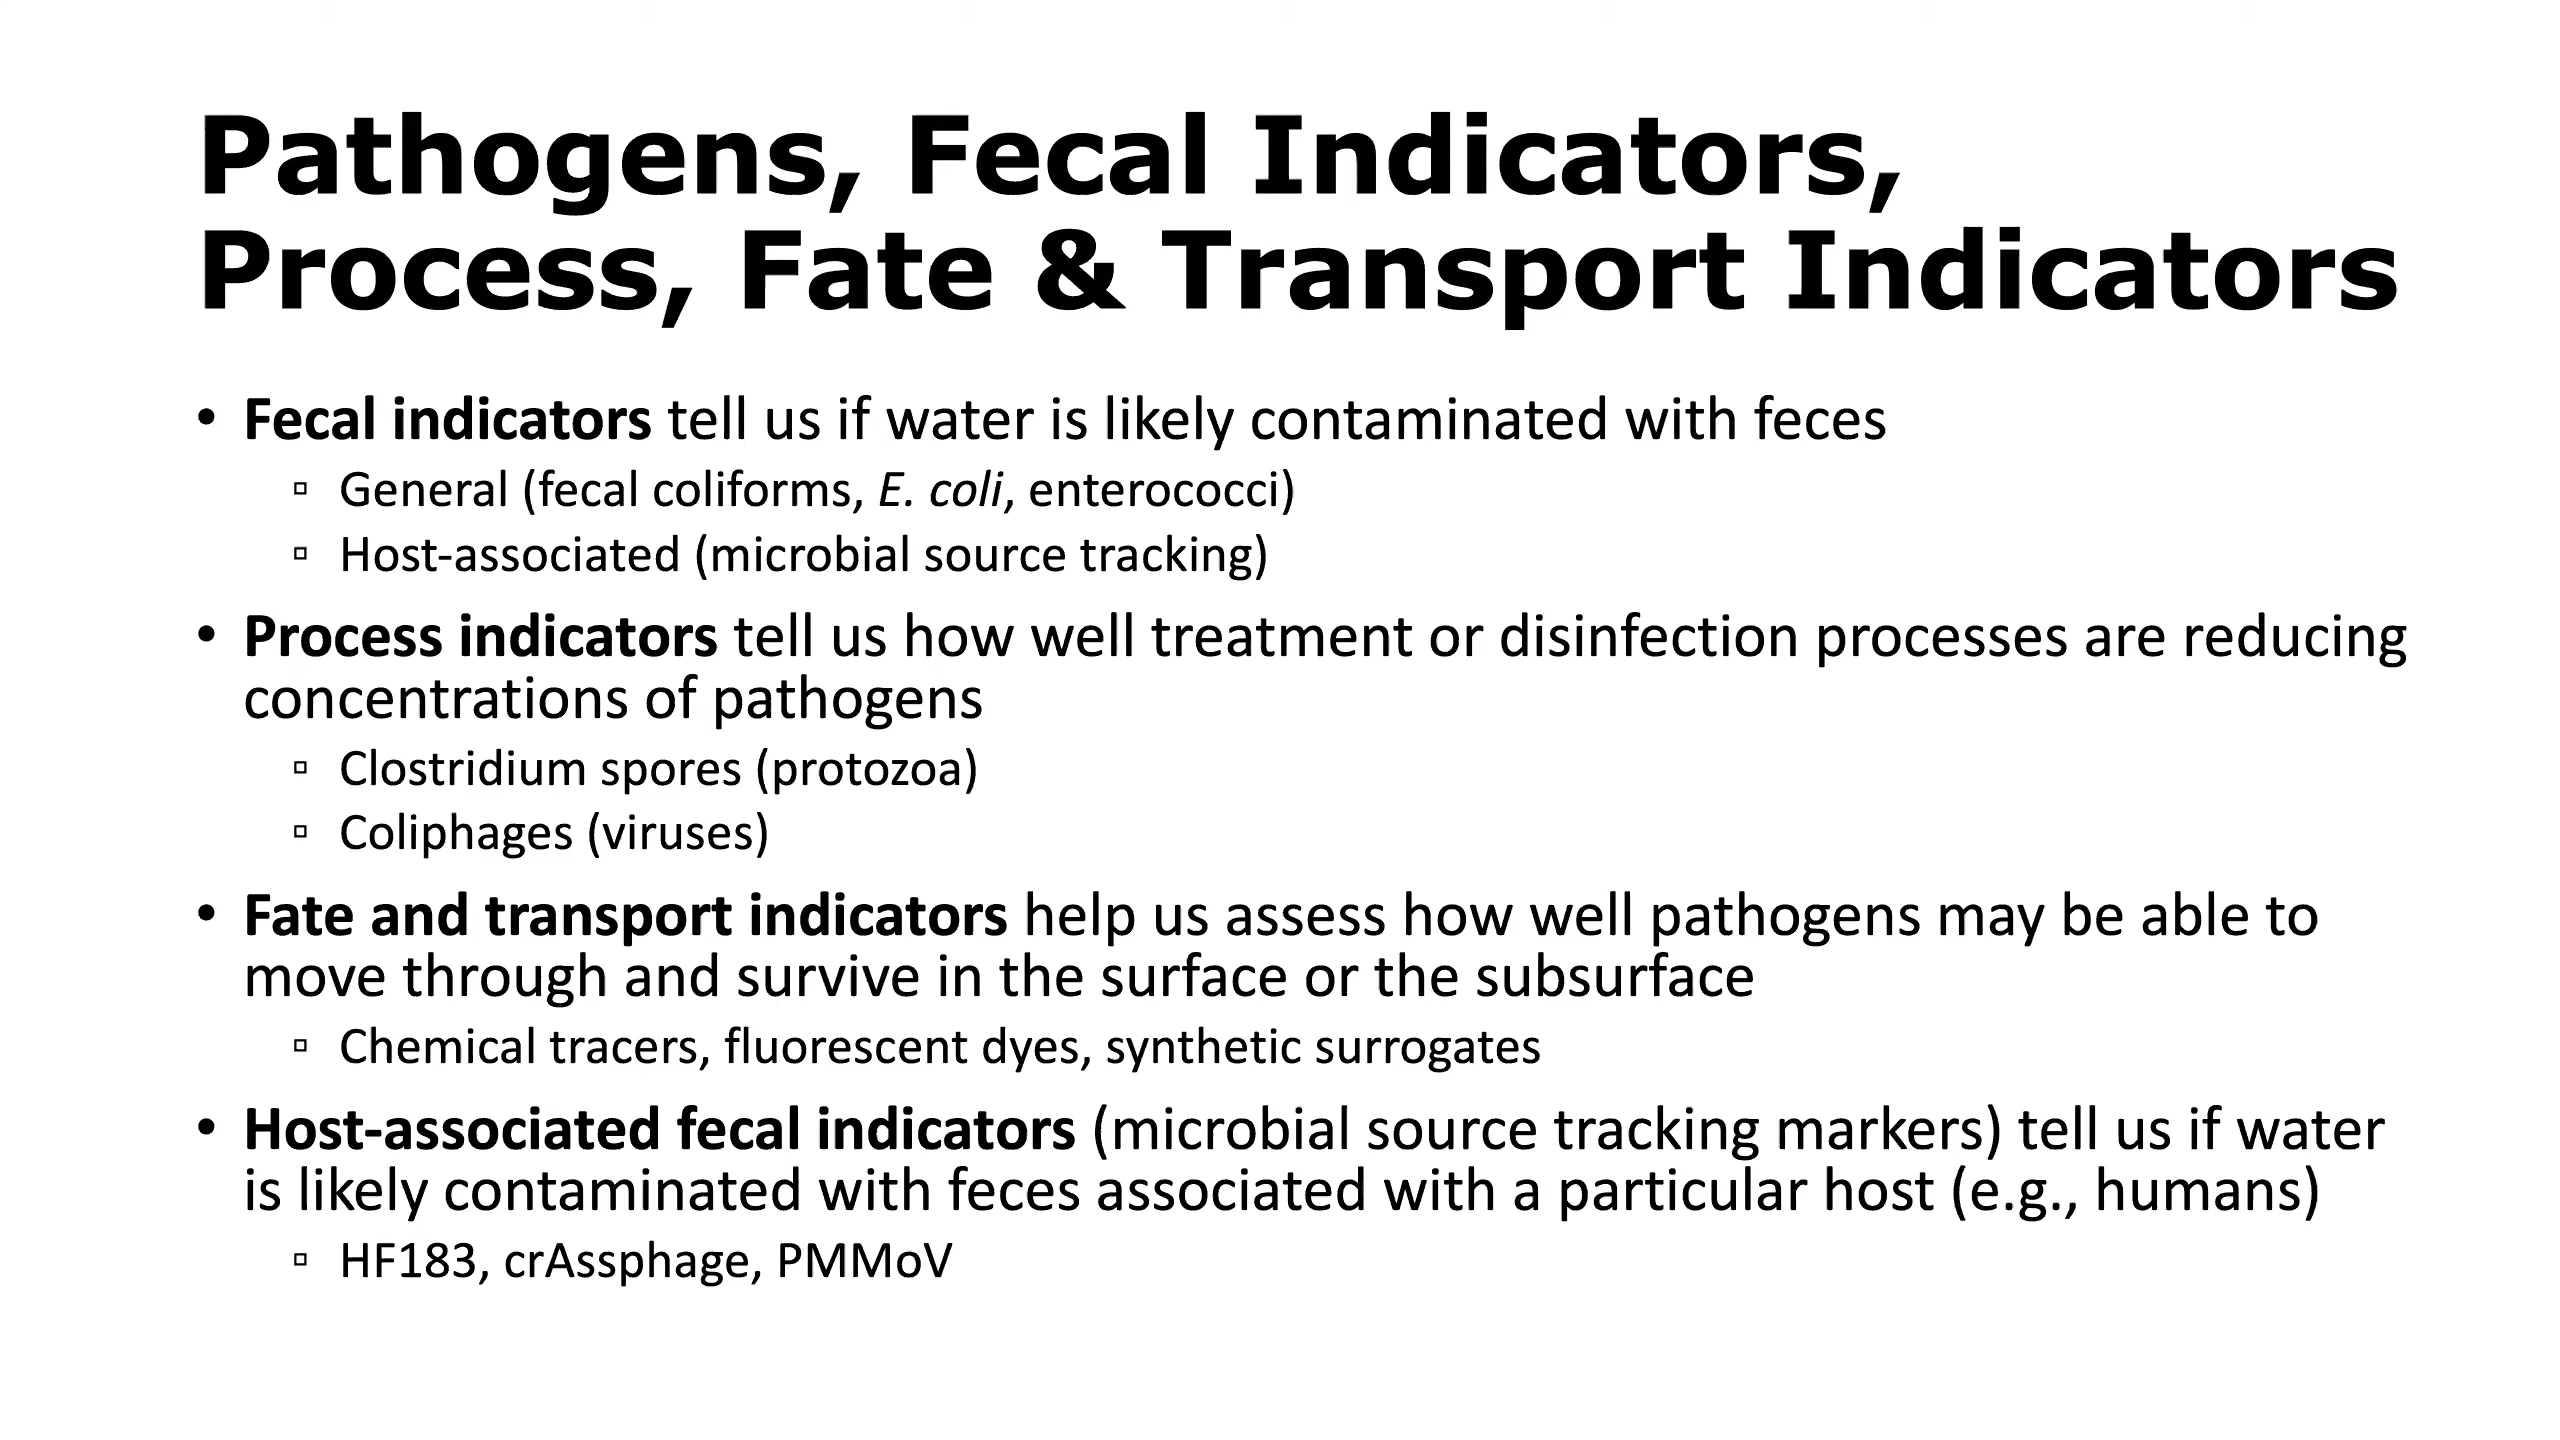 Pathogens, Fecal Indicators,
Process, Fate & Transport Indicators
• Fecal indicators tell us if water is likely contaminated with feces
▫ General (fecal coliforms, E. coli, enterococci)
▫ Host-associated (microbial source tracking)
• Process indicators tell us how well treatment or disinfection processes are reducing
concentrations of pathogens
▫ Clostridium spores (protozoa)
▫ Coliphages (viruses)
• Fate and transport indicators help us assess how well pathogens may be able to
move through and survive in the surface or the subsurface
▫ Chemical tracers, fluorescent dyes, synthetic surrogates
• Host-associated fecal indicators (microbial source tracking markers) tell us if water
is likely contaminated with feces associated with a particular host (e.g., humans)
▫ HF183, crAssphage, PMMoV